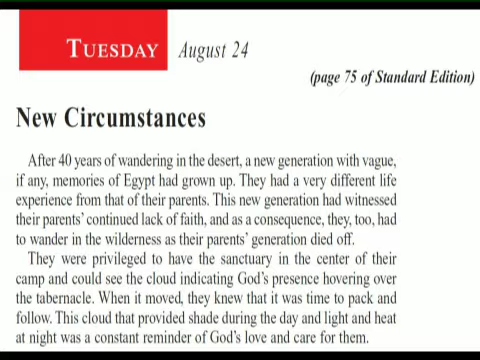 TUESDAY August 24
(page 75 of Standard Edition)
New Circumstances
After 40 years of wandering in the desert, a new generation with vague,
if any, memories of Egypt had grown up. They had a very different life
experience from that of their parents. This new generation had witnessed
their parents' continued lack of faith, and as a consequence, they, too, had
to wander in the wilderness as their parents' generation died off.
They were privileged to have the sanctuary in the center of their
camp and could see the cloud indicating God's presence hovering over
the tabernacle. When it moved, they knew that it was time to pack and
follow. This cloud that provided shade during the day and light and heat
at night was a constant reminder of God's love and care for them.